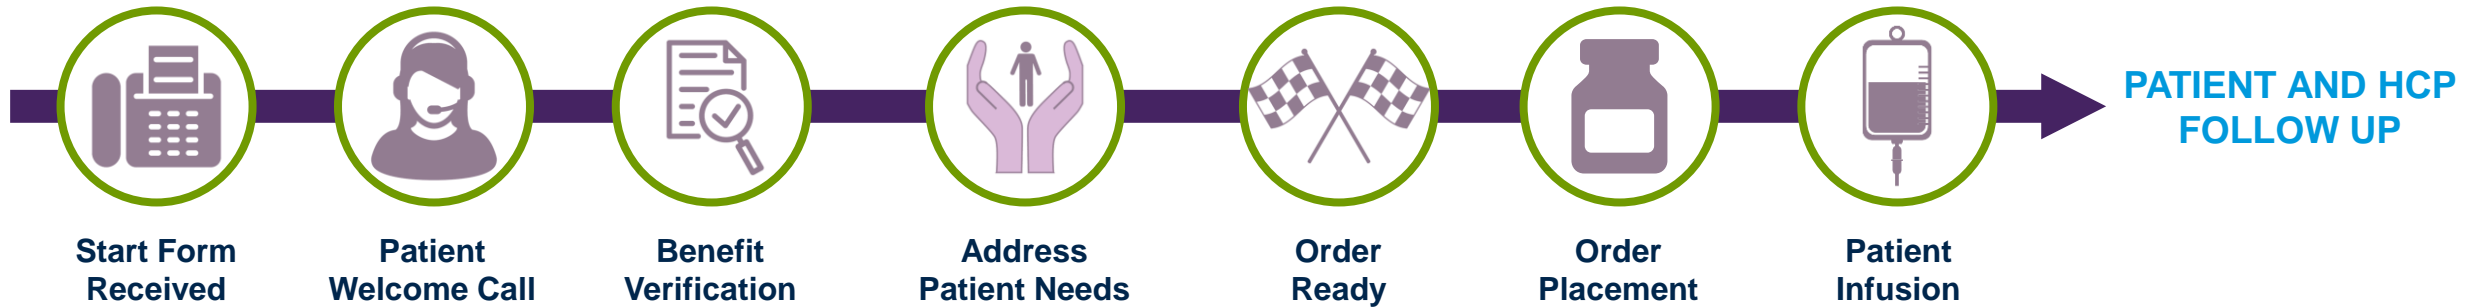 Start Form
Received
Patient
Welcome Call
Benefit
Verification
Address
Patient Needs
Order
Ready
Order
Placement
Patient
Infusion
PATIENT AND HCP
FOLLOW UP